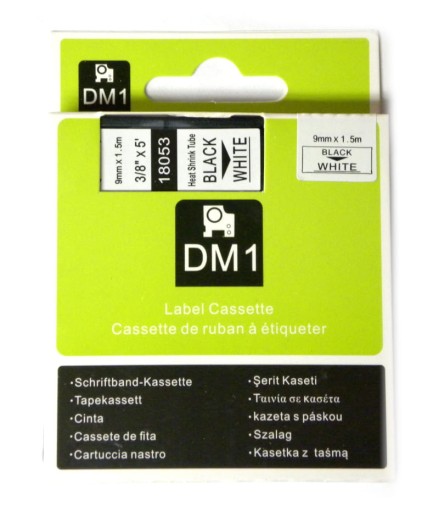 DM1
9mm x 1.5m
3/8" X 5'
18053
Heat Shrink Tube
BLACK
WHITE
9mm x 1.5m
BLACK
WHITE
DM1
Label Cassette
Cassette de ruban à étiqueter
·Schriftband-Kassette
·Tapekassett
·Cinta
·Cassete de fita
·Cartuccia nastro
·Şerit Kaseti
·Ταινία σε κασέτα
·kazeta s páskou
·Szalag
·Kasetka z taśmą